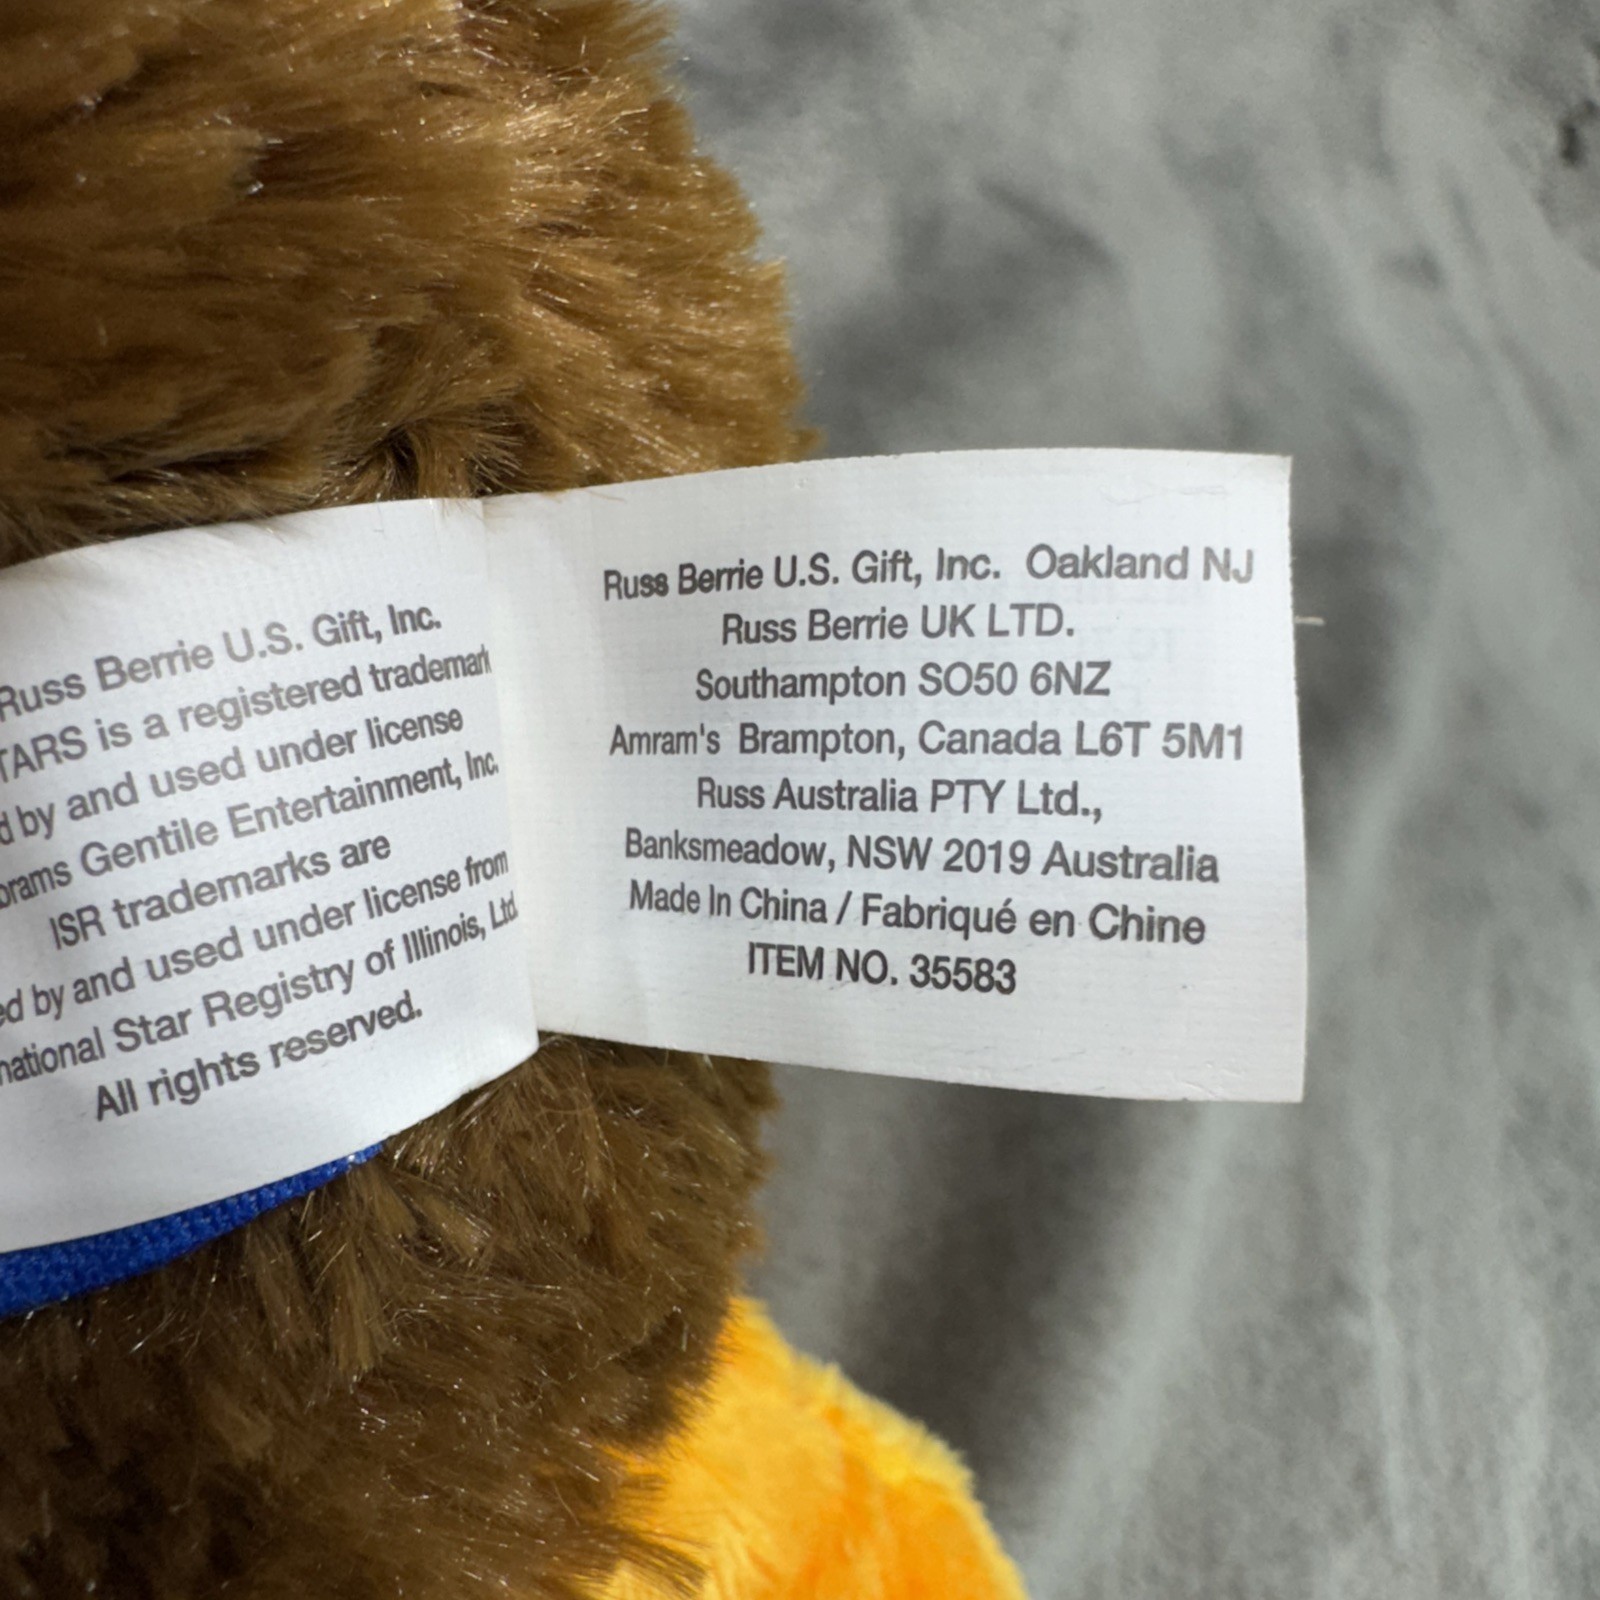 Russ Berrie U.S. Gift, Inc.
TARS is a registered trademark
d by and used under license
brams Gentile Entertainment, Inc.
ISR trademarks are
ed by and used under license from
national Star Registry of Illinois, Ltd.
All rights reserved.
Russ Berrie U.S. Gift, Inc. Oakland NJ
Russ Berrie UK LTD.
Southampton SO50 6NZ
Amram's Brampton, Canada L6T 5M1
Russ Australia PTY Ltd.,
Banksmeadow, NSW 2019 Australia
Made In China / Fabriqué en Chine
ITEM NO. 35583